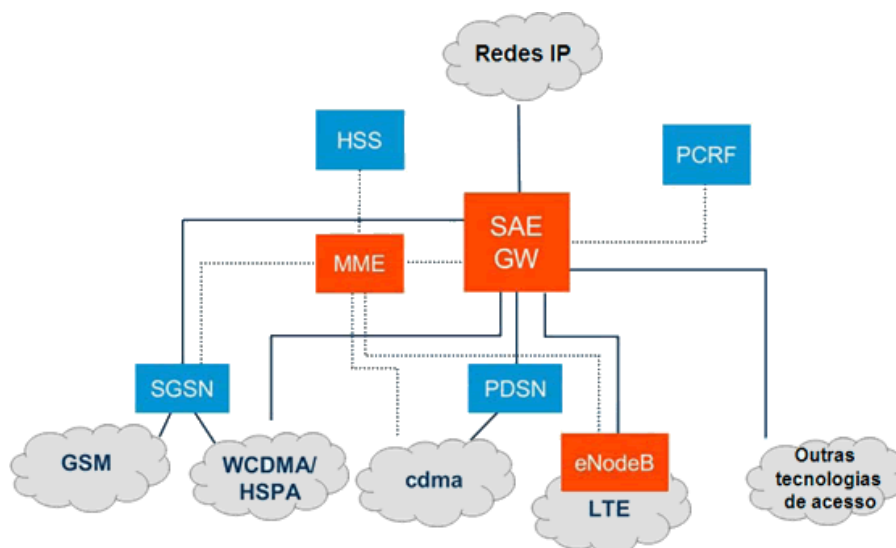 Redes IP
HSS
PCRF
SAE
GW
MME
SGSN
PDSN
GSM
WCDMA/
HSPA
cdma
eNodeB
LTE
Outras
tecnologias
de acesso